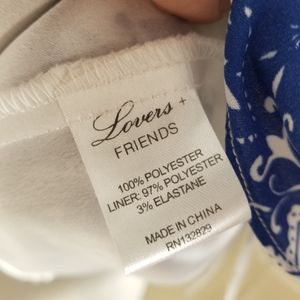 Lovers +
FRIENDS
100% POLYESTER
LINER: 97% POLYESTER
3% ELASTANE
MADE IN CHINA
RN132829